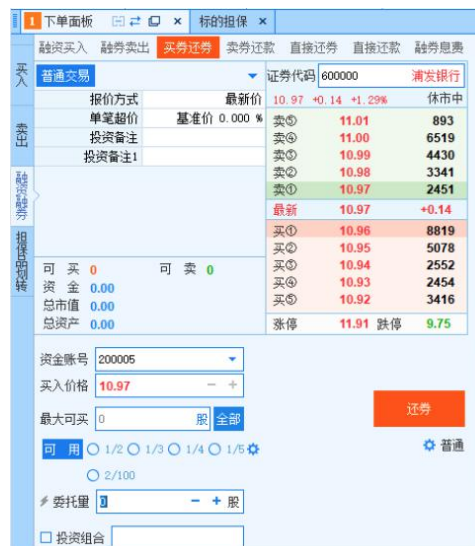 1 下单面板 标的担保
融资买入 融券卖出 买券还券 卖券还款 直接还券 直接还款 融券息费
买入
卖出
融资融券
担保品划转
普通交易
报价方式 最新价
单笔超价 基准价 0.000 %
投资备注
投资备注1
可 买 0 可 卖 0
资 金 0.00
总市值 0.00
总资产 0.00
证券代码 600000 浦发银行
10.97 +0.14 +1.29% 休市中
卖⑤ 11.01 893
卖④ 11.00 6519
卖③ 10.99 4430
卖② 10.98 3341
卖① 10.97 2451
最新 10.97 +0.14
买① 10.96 8819
买② 10.95 5078
买③ 10.94 2552
买④ 10.93 2454
买⑤ 10.92 3416
涨停 11.91 跌停 9.75
资金账号 200005
买入价格 10.97 - +
最大可买 0 股 全部
可 用 1/2 1/3 1/4 1/5
2/100
委托量 0 - + 股
投资组合
还券
普通